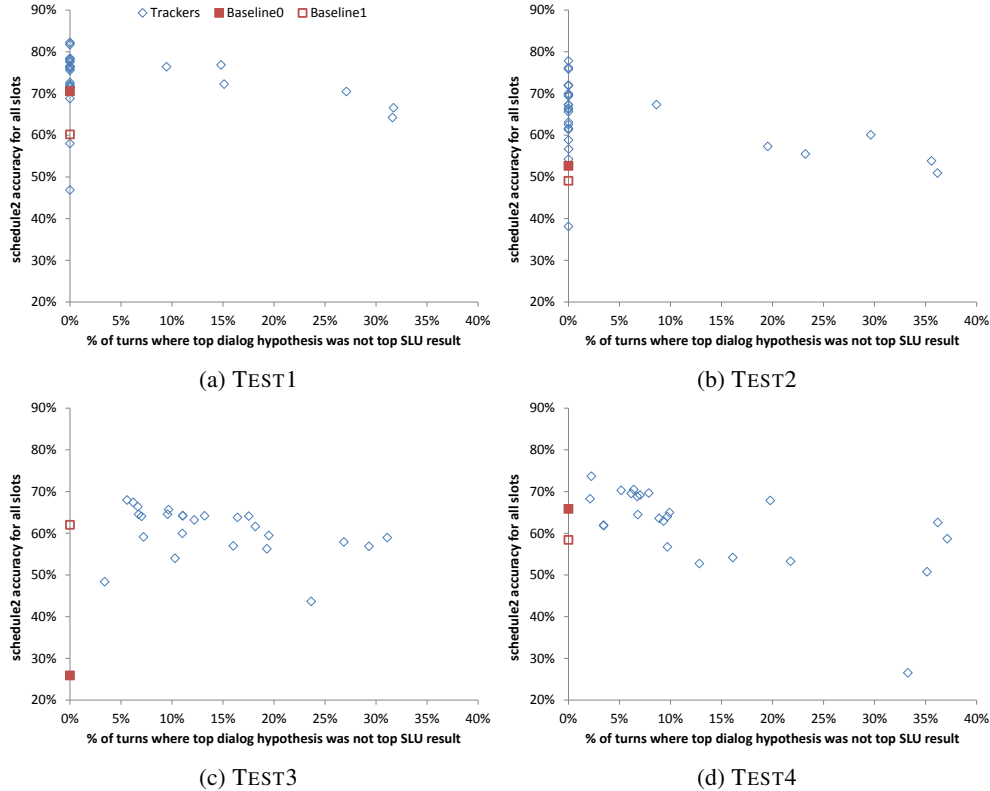 Trackers Baseline0 Baseline1
90%
80%
70%
60%
50%
40%
30%
20%
schedule2 accuracy for all slots
0% 5% 10% 15% 20% 25% 30% 35% 40%
% of turns where top dialog hypothesis was not top SLU result
(a) TEST1
90%
80%
70%
60%
50%
40%
30%
20%
schedule2 accuracy for all slots
0% 5% 10% 15% 20% 25% 30% 35% 40%
% of turns where top dialog hypothesis was not top SLU result
(b) TEST2
90%
80%
70%
60%
50%
40%
30%
20%
schedule2 accuracy for all slots
0% 5% 10% 15% 20% 25% 30% 35% 40%
% of turns where top dialog hypothesis was not top SLU result
(c) TEST3
90%
80%
70%
60%
50%
40%
30%
20%
schedule2 accuracy for all slots
0% 5% 10% 15% 20% 25% 30% 35% 40%
% of turns where top dialog hypothesis was not top SLU result
(d) TEST4